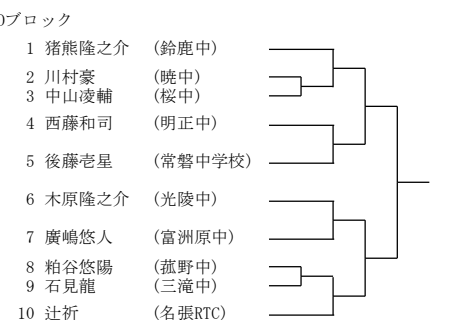 ブロック
1 猪熊隆之介 (鈴鹿中)
2 川村豪 (暁中)
3 中山凌輔 (桜中)
4 西藤和司 (明正中)
5 後藤壱星 (常磐中学校)
6 木原隆之介 (光陵中)
7 廣嶋悠人 (富洲原中)
8 粕谷悠陽 (菰野中)
9 石見龍 (三滝中)
10 辻祈 (名張RTC)